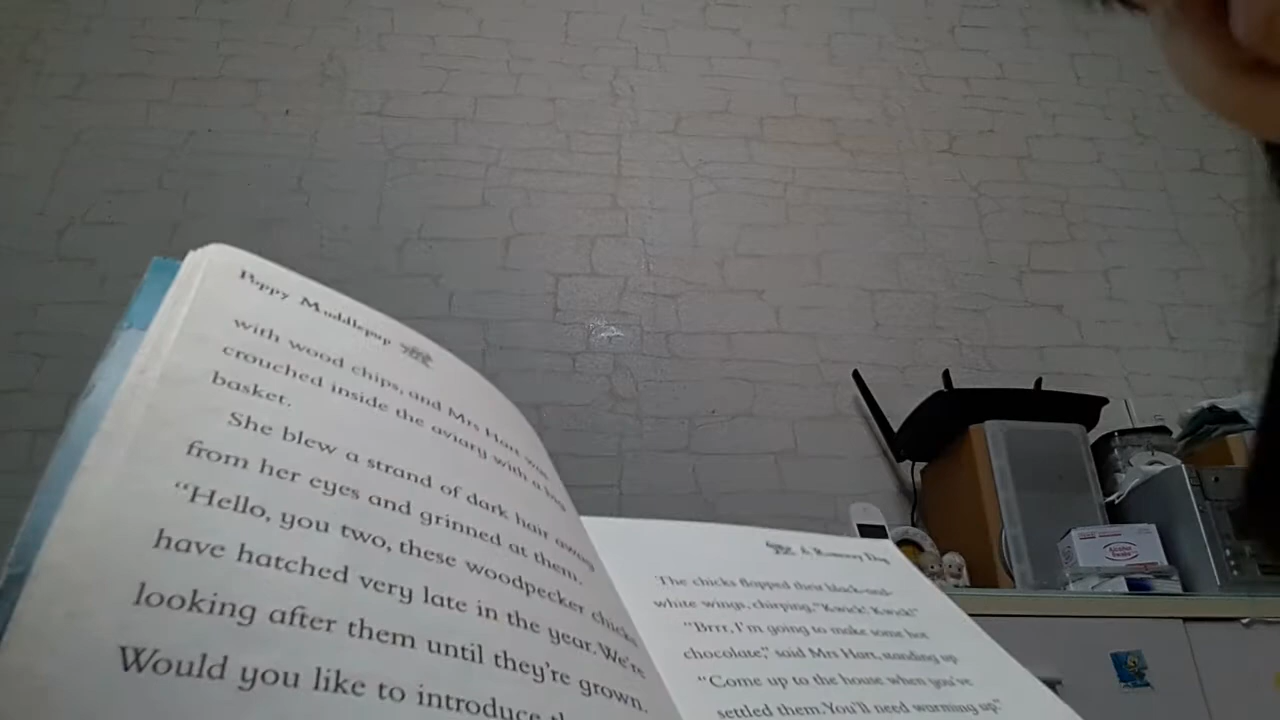 Poppy Muddlepup
with wood chips, and Mrs Hart was
crouched inside the aviary with a
basket.
She blew a strand of dark hair away
from her eyes and grinned at them.
“Hello, you two, these woodpecker chicks
have hatched very late in the year. We’re
looking after them until they’re grown.
Would you like to introduce
A Runaway Dog
The chicks flapped their black-and-
white wings, chirping, “Kwick! Kwick!”
“Brrr, I’m going to make some hot
chocolate,” said Mrs Hart, standing up
“Come up to the house when you’ve
settled them. You’ll need warming up.”
Alcohol
Swabs